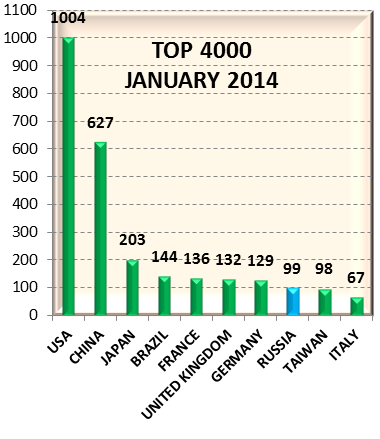 1100
1000
900
800
700
600
500
400
300
200
100
0
TOP 4000
JANUARY 2014
1004
627
203
144
136
132
129
99
98
67
USA
CHINA
JAPAN
BRAZIL
FRANCE
UNITED KINGDOM
GERMANY
RUSSIA
TAIWAN
ITALY